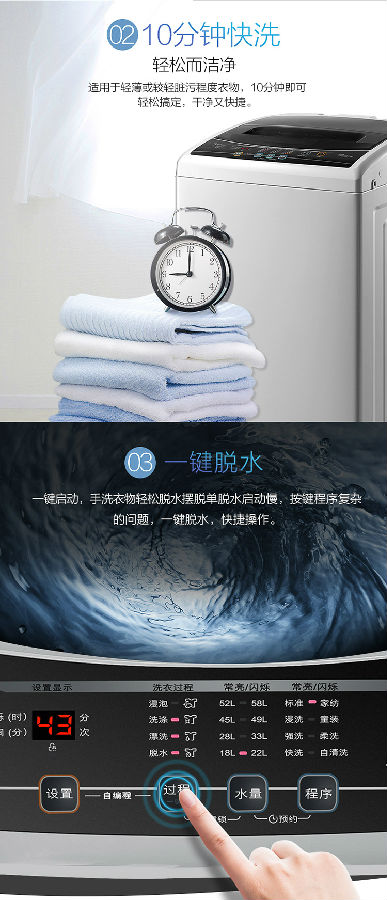 02 10分钟快洗
轻松而洁净
适用于轻薄或较轻脏污程度衣物，10分钟即可
轻松搞定，干净又快捷。
03 一键脱水
一键启动，手洗衣物轻松脱水摆脱单脱水启动慢，按键程序复杂
的问题，一键脱水，快捷操作。
设置显示 洗衣过程 常亮/闪烁 常亮/闪烁
浸泡 52L 58L 标准 家纺
(时) 43 分 洗涤 45L 49L 浸洗 童装
(分) 次 漂洗 28L 33L 强洗 柔洗
脱水 18L 22L 快洗 自清洗
设置 自编程 过程 水量 程序
锁 预约